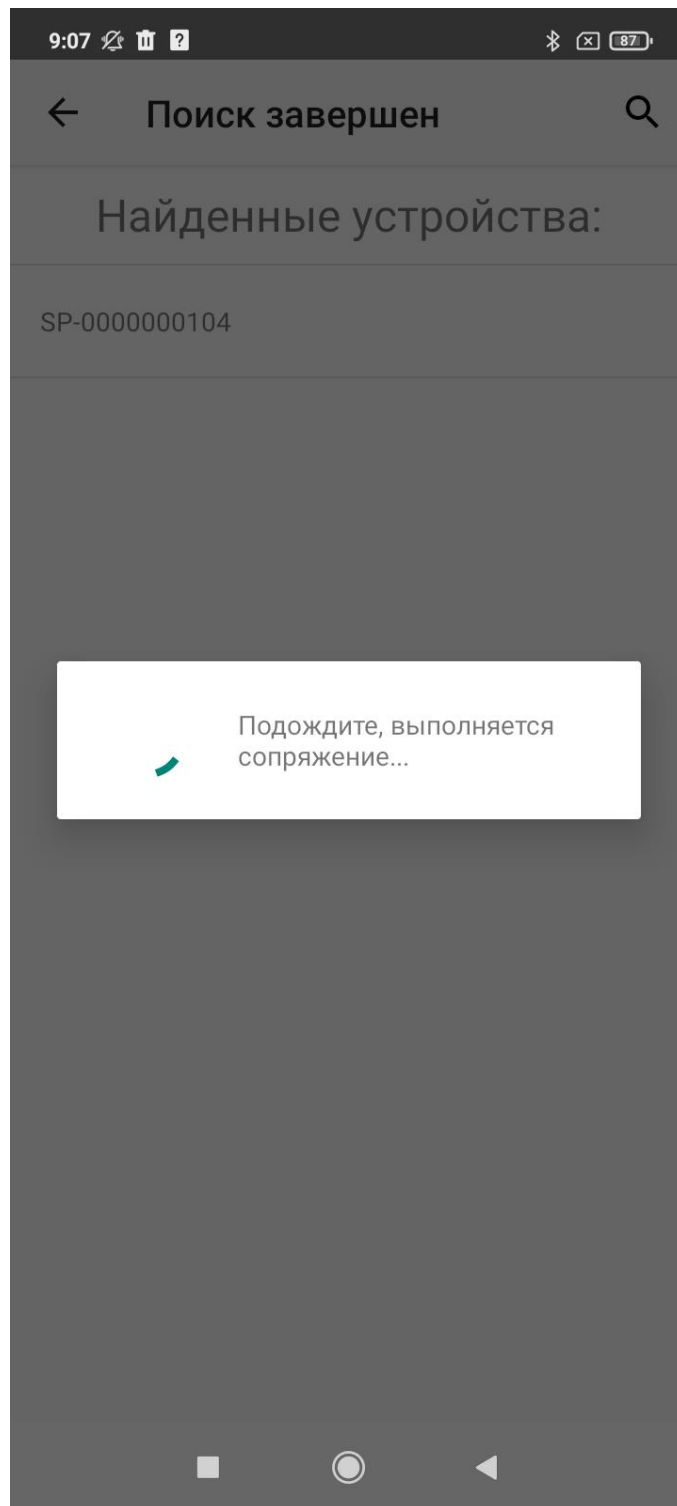 9:07 ? 87
Поиск завершен
Найденные устройства:
SP-0000000104
Подождите, выполняется
сопряжение...